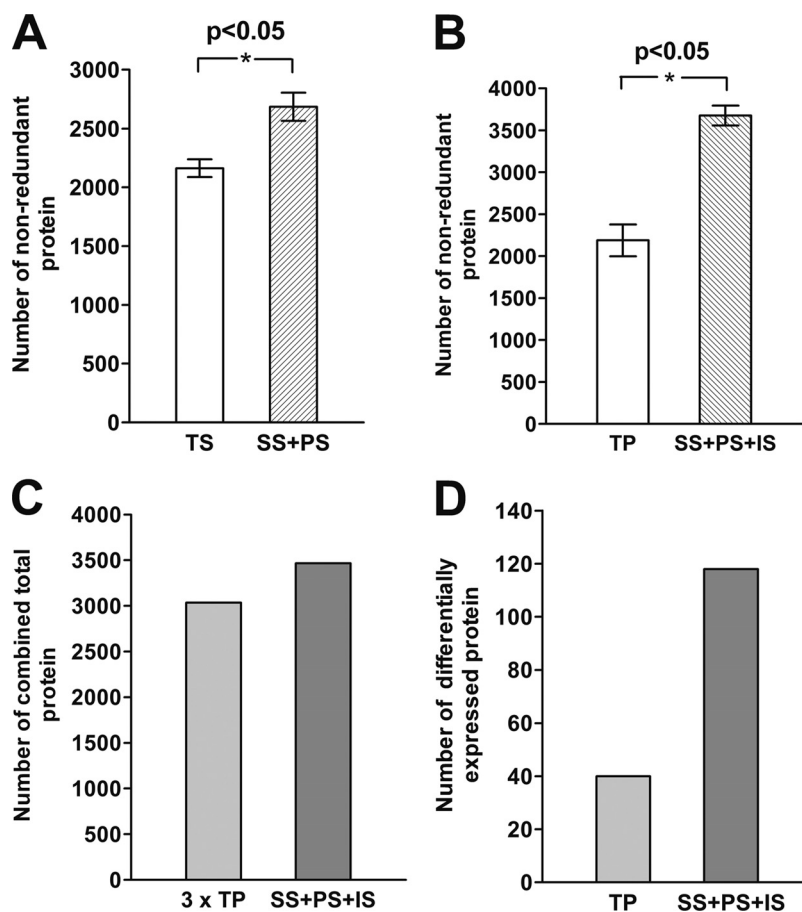 A
p<0.05
*
3000
2500
2000
1500
1000
500
0
Number of non-redundant
protein
TS SS+PS
B
p<0.05
*
4000
3500
3000
2500
2000
1500
1000
500
0
Number of non-redundant
protein
TP SS+PS+IS
C
4000
3500
3000
2500
2000
1500
1000
500
0
Number of combined total
protein
3 x TP SS+PS+IS
D
140
120
100
80
60
40
20
0
Number of differentially
expressed protein
TP SS+PS+IS